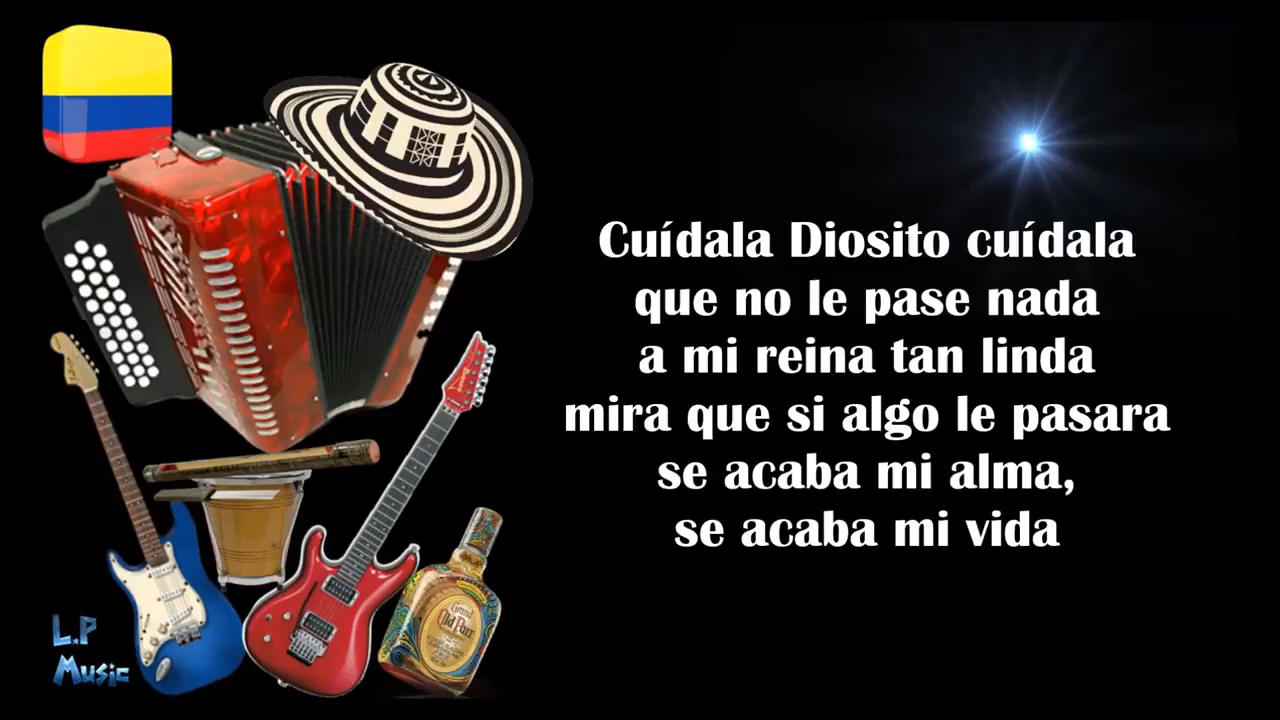 Cuídala Diosito cuídala
que no le pase nada
a mi reina tan linda
mira que si algo le pasara
se acaba mi alma,
se acaba mi vida
Grand
Old Parr
L.P
Music